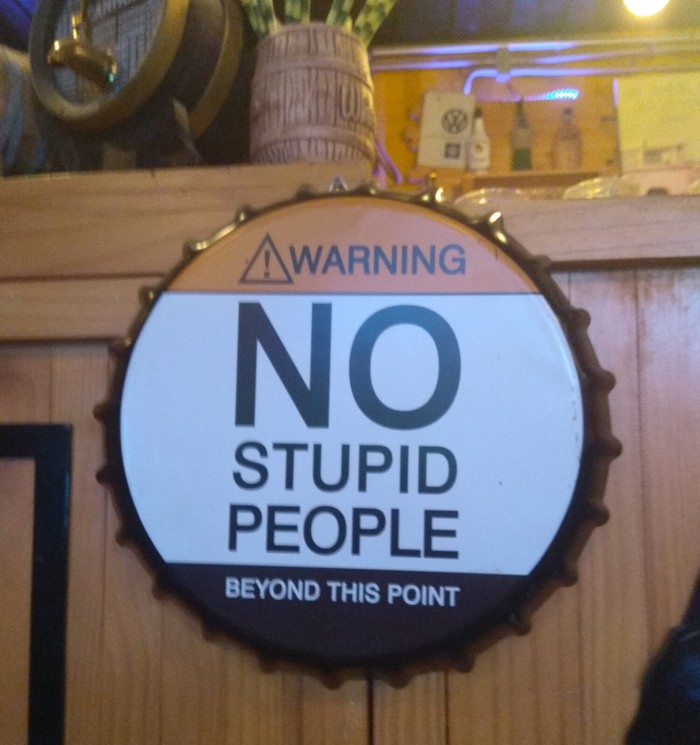 WARNING
NO
STUPID
PEOPLE
BEYOND THIS POINT